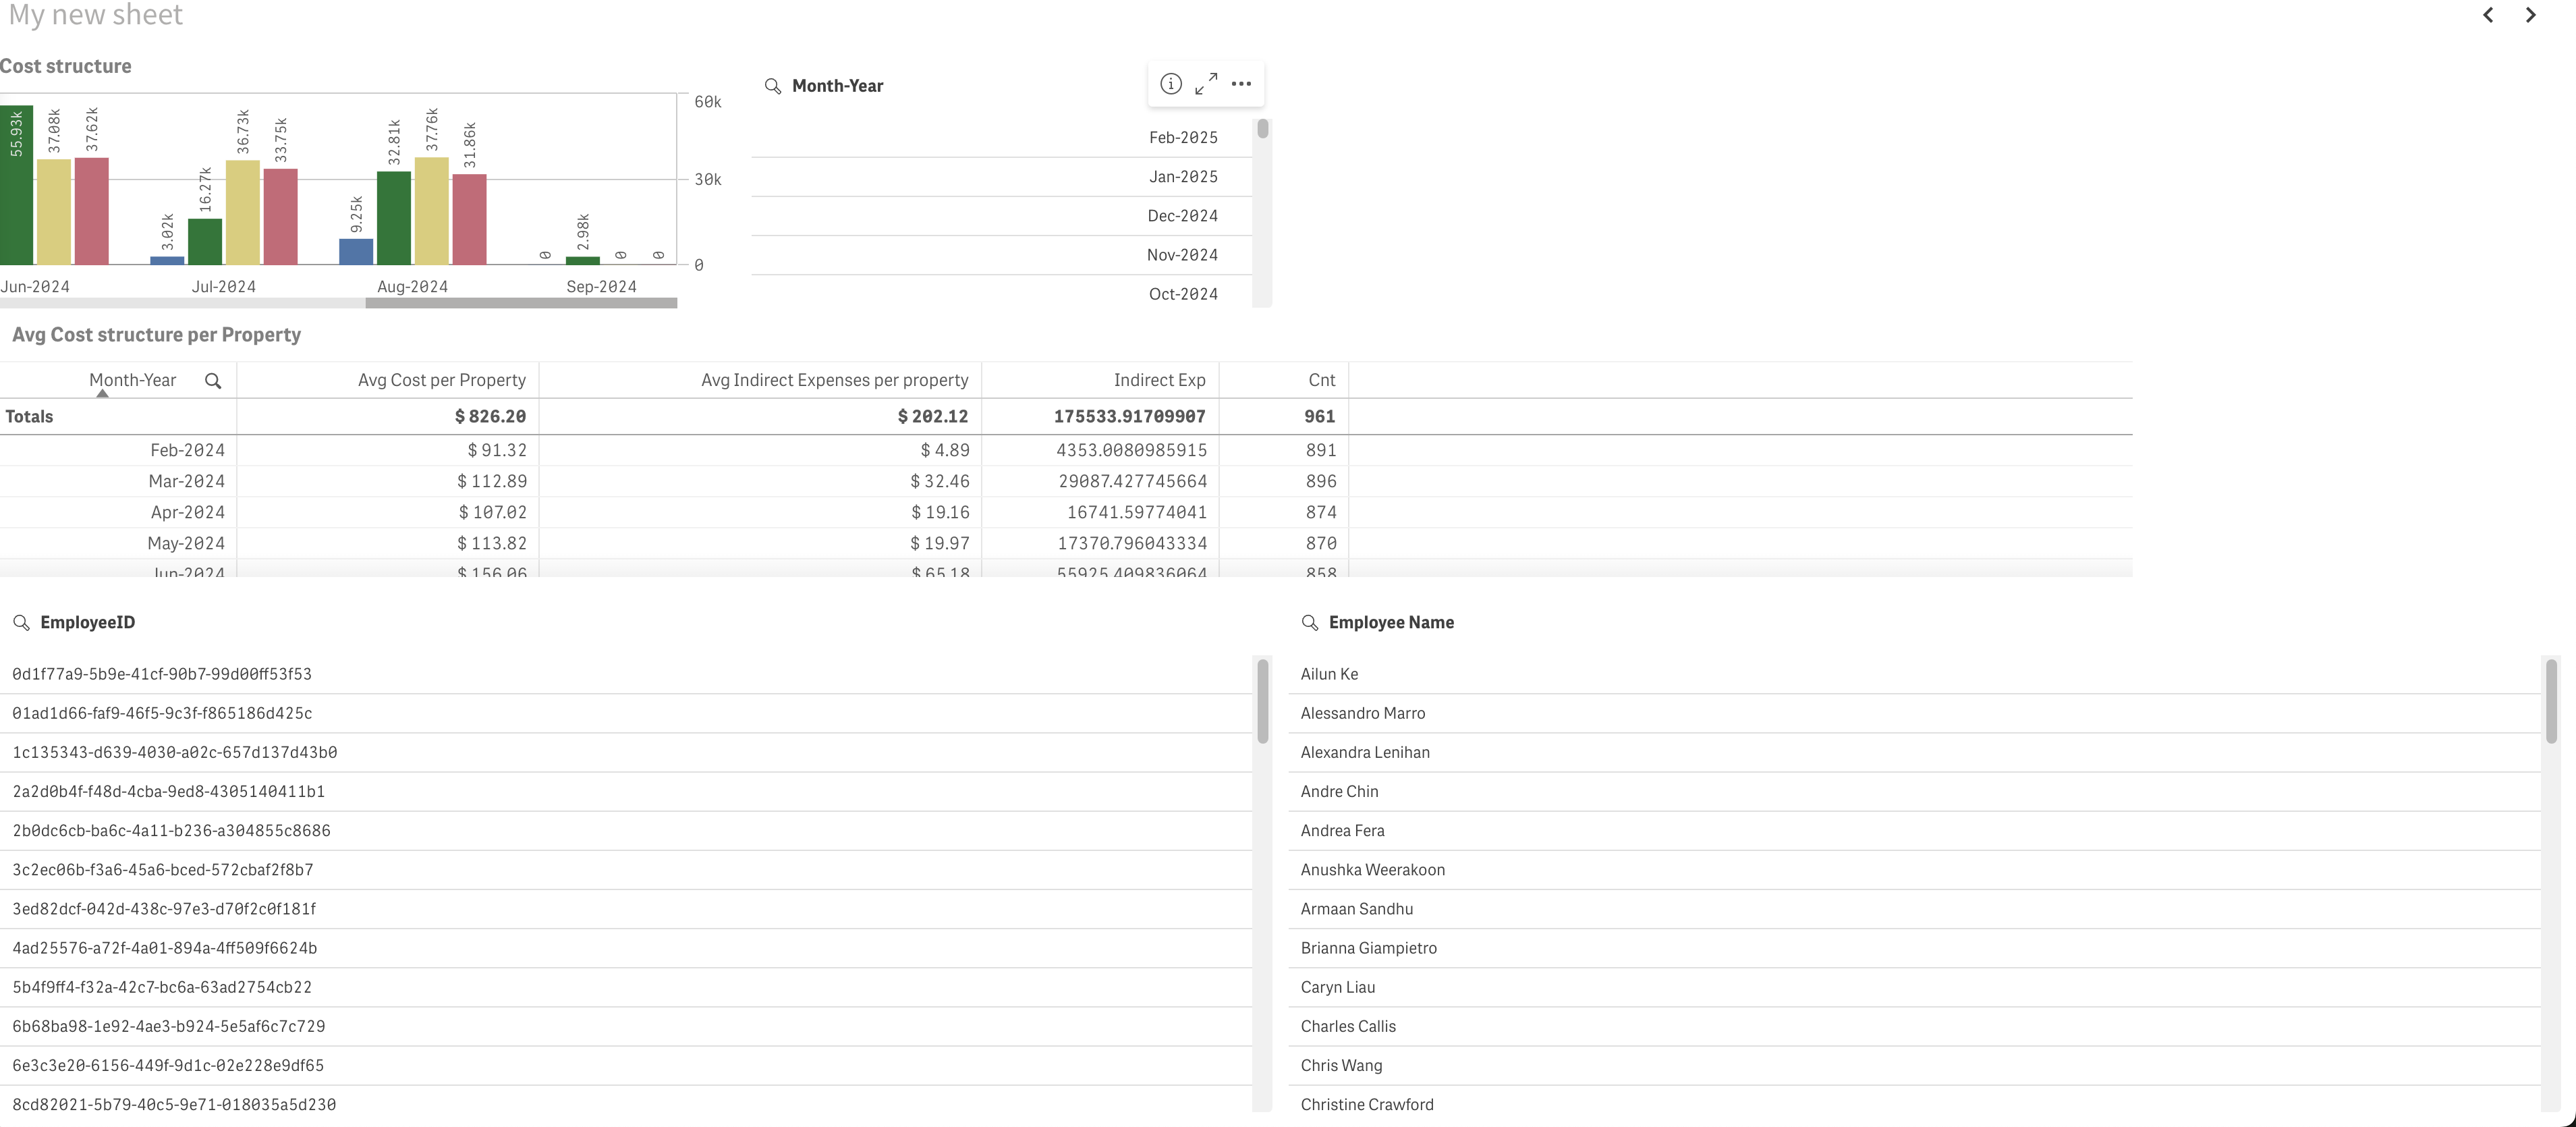 My new sheet
Cost structure
60k
30k
0
55.93k
37.08k
37.62k
3.02k
16.27k
36.73k
33.75k
9.25k
32.81k
37.76k
31.86k
0
2.98k
0
0
Jun-2024 Jul-2024 Aug-2024 Sep-2024
Month-Year
Feb-2025
Jan-2025
Dec-2024
Nov-2024
Oct-2024
Avg Cost structure per Property
Month-Year Avg Cost per Property Avg Indirect Expenses per property Indirect Exp Cnt
Totals $ 826.20 $ 202.12 175533.91709907 961
Feb-2024 $ 91.32 $ 4.89 4353.0080985915 891
Mar-2024 $ 112.89 $ 32.46 29087.427745664 896
Apr-2024 $ 107.02 $ 19.16 16741.59774041 874
May-2024 $ 113.82 $ 19.97 17370.796043334 870
Jun-2024 $ 156.06 $ 65.18 55925.409836064 858
EmployeeID
0d1f77a9-5b9e-41cf-90b7-99d00ff53f53
01ad1d66-faf9-46f5-9c3f-f865186d425c
1c135343-d639-4030-a02c-657d137d43b0
2a2d0b4f-f48d-4cba-9ed8-4305140411b1
2b0dc6cb-ba6c-4a11-b236-a304855c8686
3c2ec06b-f3a6-45a6-bced-572cbaf2f8b7
3ed82dcf-042d-438c-97e3-d70f2c0f181f
4ad25576-a72f-4a01-894a-4ff509f6624b
5b4f9ff4-f32a-42c7-bc6a-63ad2754cb22
6b68ba98-1e92-4ae3-b924-5e5af6c7c729
6e3c3e20-6156-449f-9d1c-02e228e9df65
8cd82021-5b79-40c5-9e71-018035a5d230
Employee Name
Ailun Ke
Alessandro Marro
Alexandra Lenihan
Andre Chin
Andrea Fera
Anushka Weerakoon
Armaan Sandhu
Brianna Giampietro
Caryn Liau
Charles Callis
Chris Wang
Christine Crawford